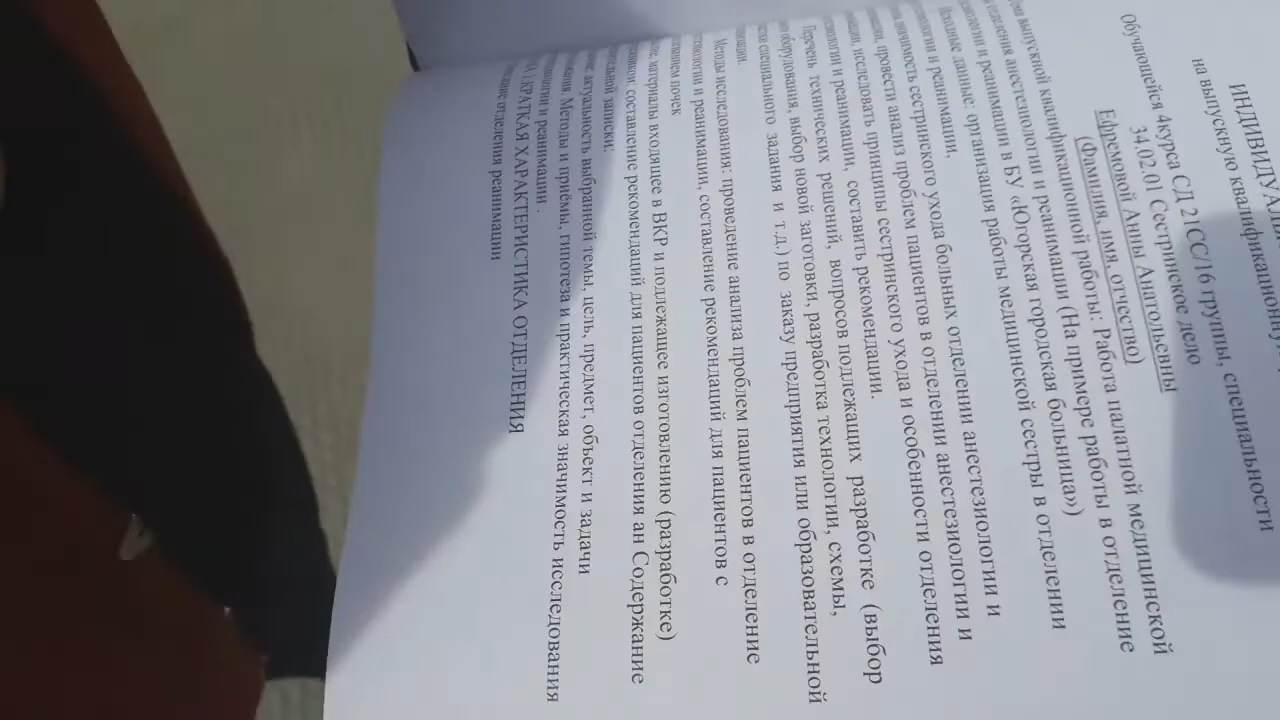 ИНДИВИДУАЛ
на выпускную квалификационну
Обучающейся 4курса СД 21СС/16 группы, специальности
34.02.01 Сестринское дело
Ефремовой Анны Анатольевны
(Фамилия, имя, отчество)
выпускной квалификационной работы: Работа палатной медицинской
отделения анестезиологии и реанимации (На примере работы в отделение
и реанимации в БУ «Югорская городская больница»)
Исходные данные: организация работы медицинской сестры в отделении
и реанимации,
значимость сестринского ухода больных отделении анестезиологии и
провести анализ проблем пациентов в отделении анестезиологии и
исследовать принципы сестринского ухода и особенности отделения
и реанимации, составить рекомендации.
Перечень технических решений, вопросов подлежащих разработке (выбор
оборудования, выбор новой заготовки, разработка технологии, схемы,
специального задания и т.д.) по заказу предприятия или образовательной
Методы исследования: проведение анализа проблем пациентов в отделение
и реанимации, составление рекомендаций для пациентов с
почек
материалы входящее в ВКР и подлежащее изготовлению (разработке)
составление рекомендаций для пациентов отделения ан Содержание
записки:
актуальность выбранной темы, цель, предмет, объект и задачи
Методы и приёмы, гипотеза и практическая значимость исследования
и реанимации .
КРАТКАЯ ХАРАКТЕРИСТИКА ОТДЕЛЕНИЯ
отделения реанимации